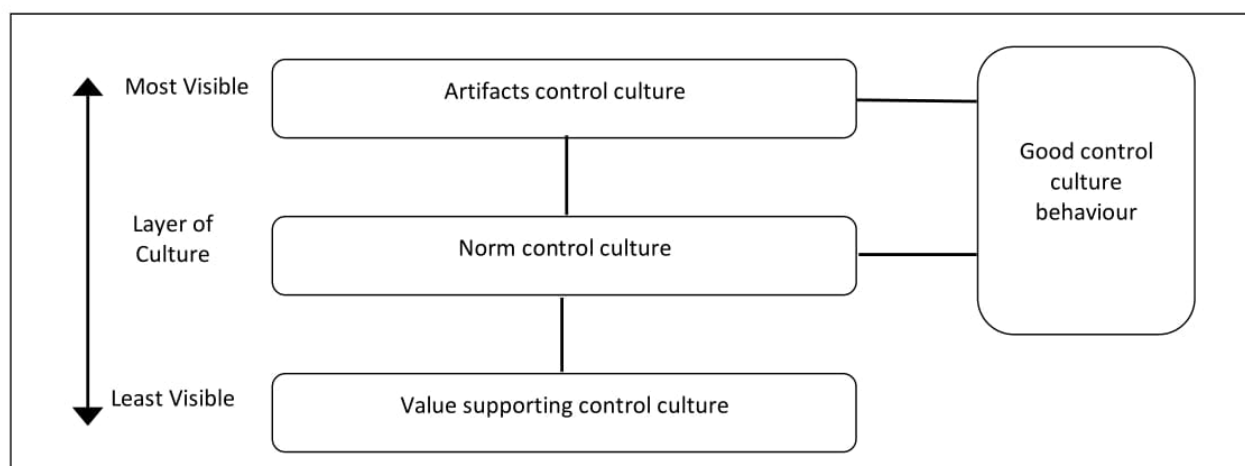 Most Visible
Artifacts control culture
Good control
culture
behaviour
Layer of
Culture
Norm control culture
Least Visible
Value supporting control culture